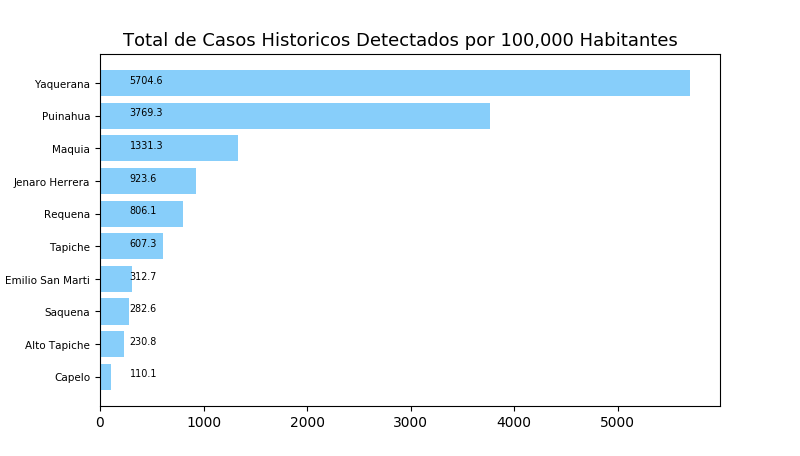 Total de Casos Historicos Detectados por 100,000 Habitantes
Yaquerana 5704.6
Puinahua 3769.3
Maquia 1331.3
Jenaro Herrera 923.6
Requena 806.1
Tapiche 607.3
Emilio San Marti 312.7
Saquena 282.6
Alto Tapiche 230.8
Capelo 110.1
0 1000 2000 3000 4000 5000